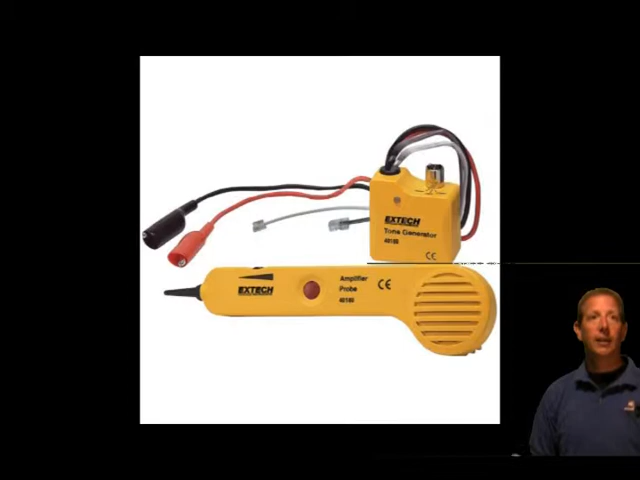 EXTECH
Tone Generator
40180
CE
Amplifier
EXTECH
Probe
CE
40180